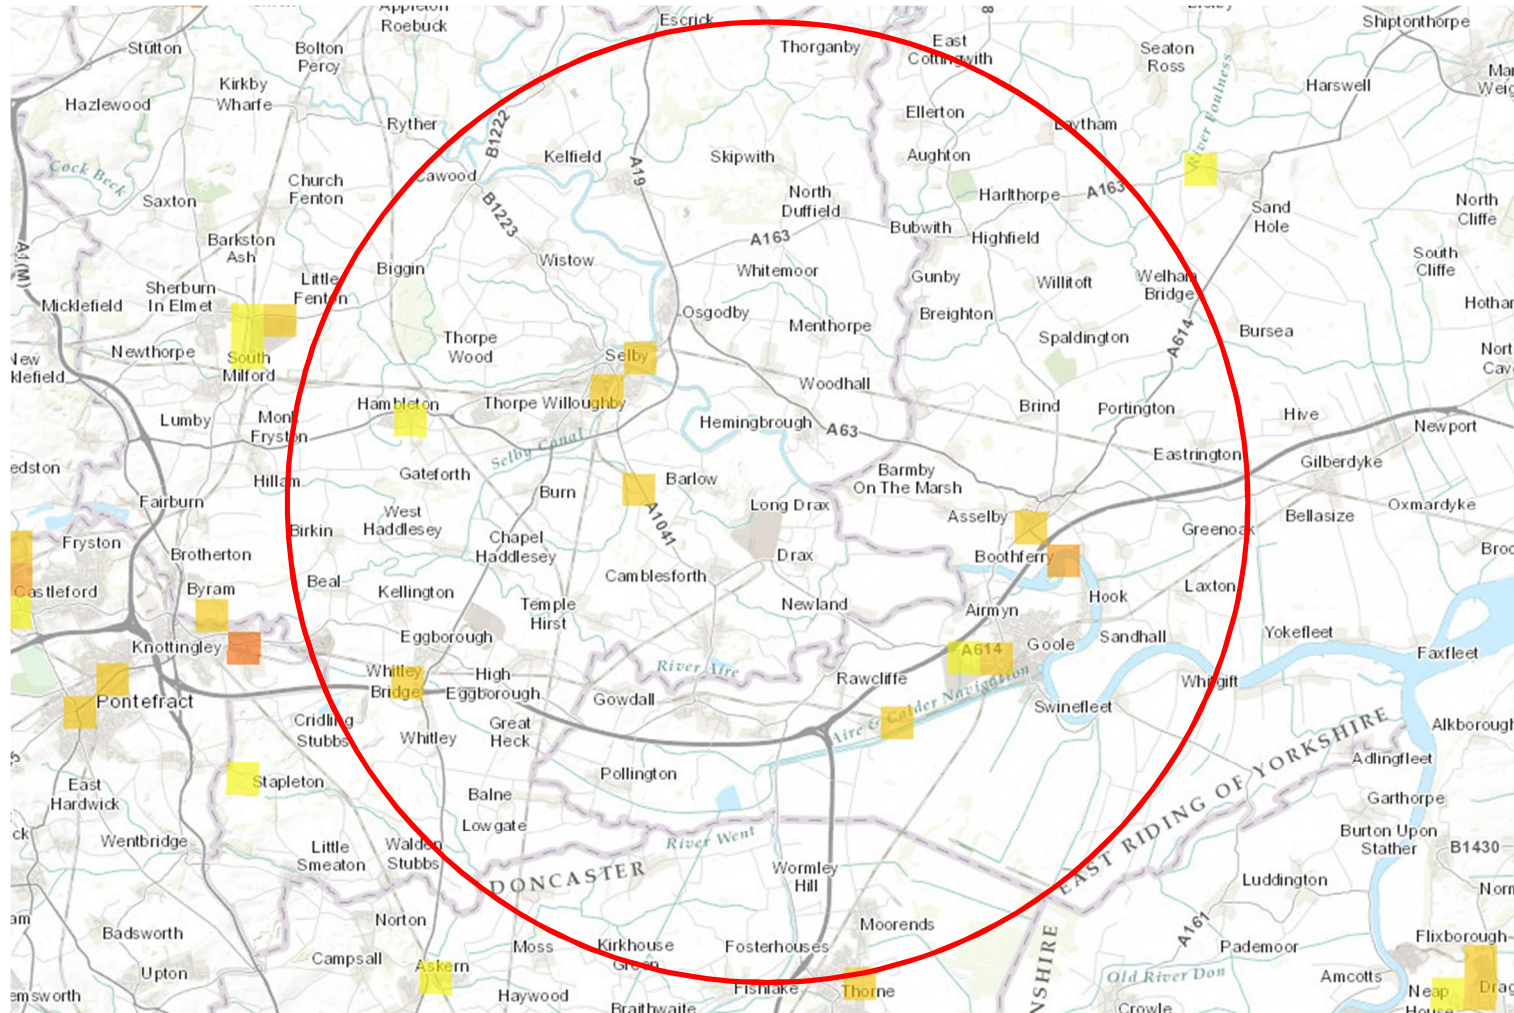 Appleton
Roebuck
Escrick
8
Shiptonthorpe
Stutton
Bolton
Percy
Thorganby
East
Cottingwith
Seaton
Ross
Kirkby
Wharfe
Hazlewood
Harswell
River Foulness
Ryther
B1222
Ellerton
Laytham
Kelfield
A19
Skipwith
Aughton
Cock Beck
Cawood
Church
Fenton
Saxton
B1223
North
Duffield
Harlthorpe
A163
Sand
Hole
North
Cliffe
Barkston
Ash
A1(M)
A163
Bubwith
Highfield
Biggin
Wistow
Whitemoor
Gunby
Willitoft
Welham
Bridge
South
Cliffe
Sherburn
In Elmet
Little
Fenton
Micklefield
Osgodby
Menthorpe
Breighton
Spaldington
A614
Bursea
Thorpe
Wood
Newthorpe
South
Milford
Selby
Woodhall
Hambleton
Thorpe Willoughby
Lumby
Monk
Fryston
Hemingbrough
A63
Brind
Portington
Hive
Newport
Selby Canal
Eastrington
Gilberdyke
Gateforth
Hillam
Burn
Barlow
Barmby
On The Marsh
Fairburn
West
Haddlesey
A1041
Long Drax
Asselby
Bellasize
Oxmardyke
Greenoak
Birkin
Chapel
Haddlesey
Fryston
Brotherton
Drax
Boothferry
Castleford
Byram
Beal
Kellington
Camblesforth
Laxton
Temple
Hirst
Newland
Airmyn
Hook
Knottingley
Eggborough
A614
Goole
Sandhall
Yokefleet
Faxfleet
Whitley
Bridge
High
Eggborough
River Aire
Rawcliffe
Whitgift
Pontefract
Gowdall
Aire & Calder Navigation
Swinefleet
Cridling
Stubbs
Whitley
Great
Heck
Alkborough
Adlingfleet
EAST RIDING OF YORKSHIRE
Pollington
East
Hardwick
Stapleton
Balne
Lowgate
Garthorpe
Wentbridge
Little
Smeaton
Walden
Stubbs
River Went
Burton Upon
Stather
B1430
DONCASTER
Wormley
Hill
Luddington
Norton
Moorends
A161
Badsworth
Moss
Kirkhouse
Green
Fosterhouses
Pademoor
Flixborough
Campsall
Upton
Askern
Haywood
Fishlake
Thorne
Old River Don
Amcotts
Neap
House
Braithwaite
Crowle